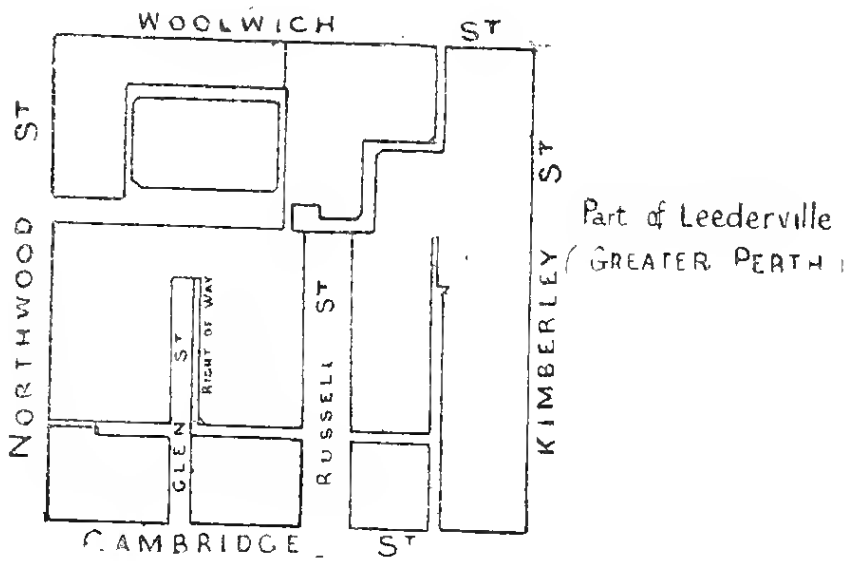 WOOLWICH ST
NORTHWOOD ST
KIMBERLEY ST
Part of Leederville
(GREATER PERTH)
GLEN ST
RIGHT OF WAY
RUSSELL ST
CAMBRIDGE ST